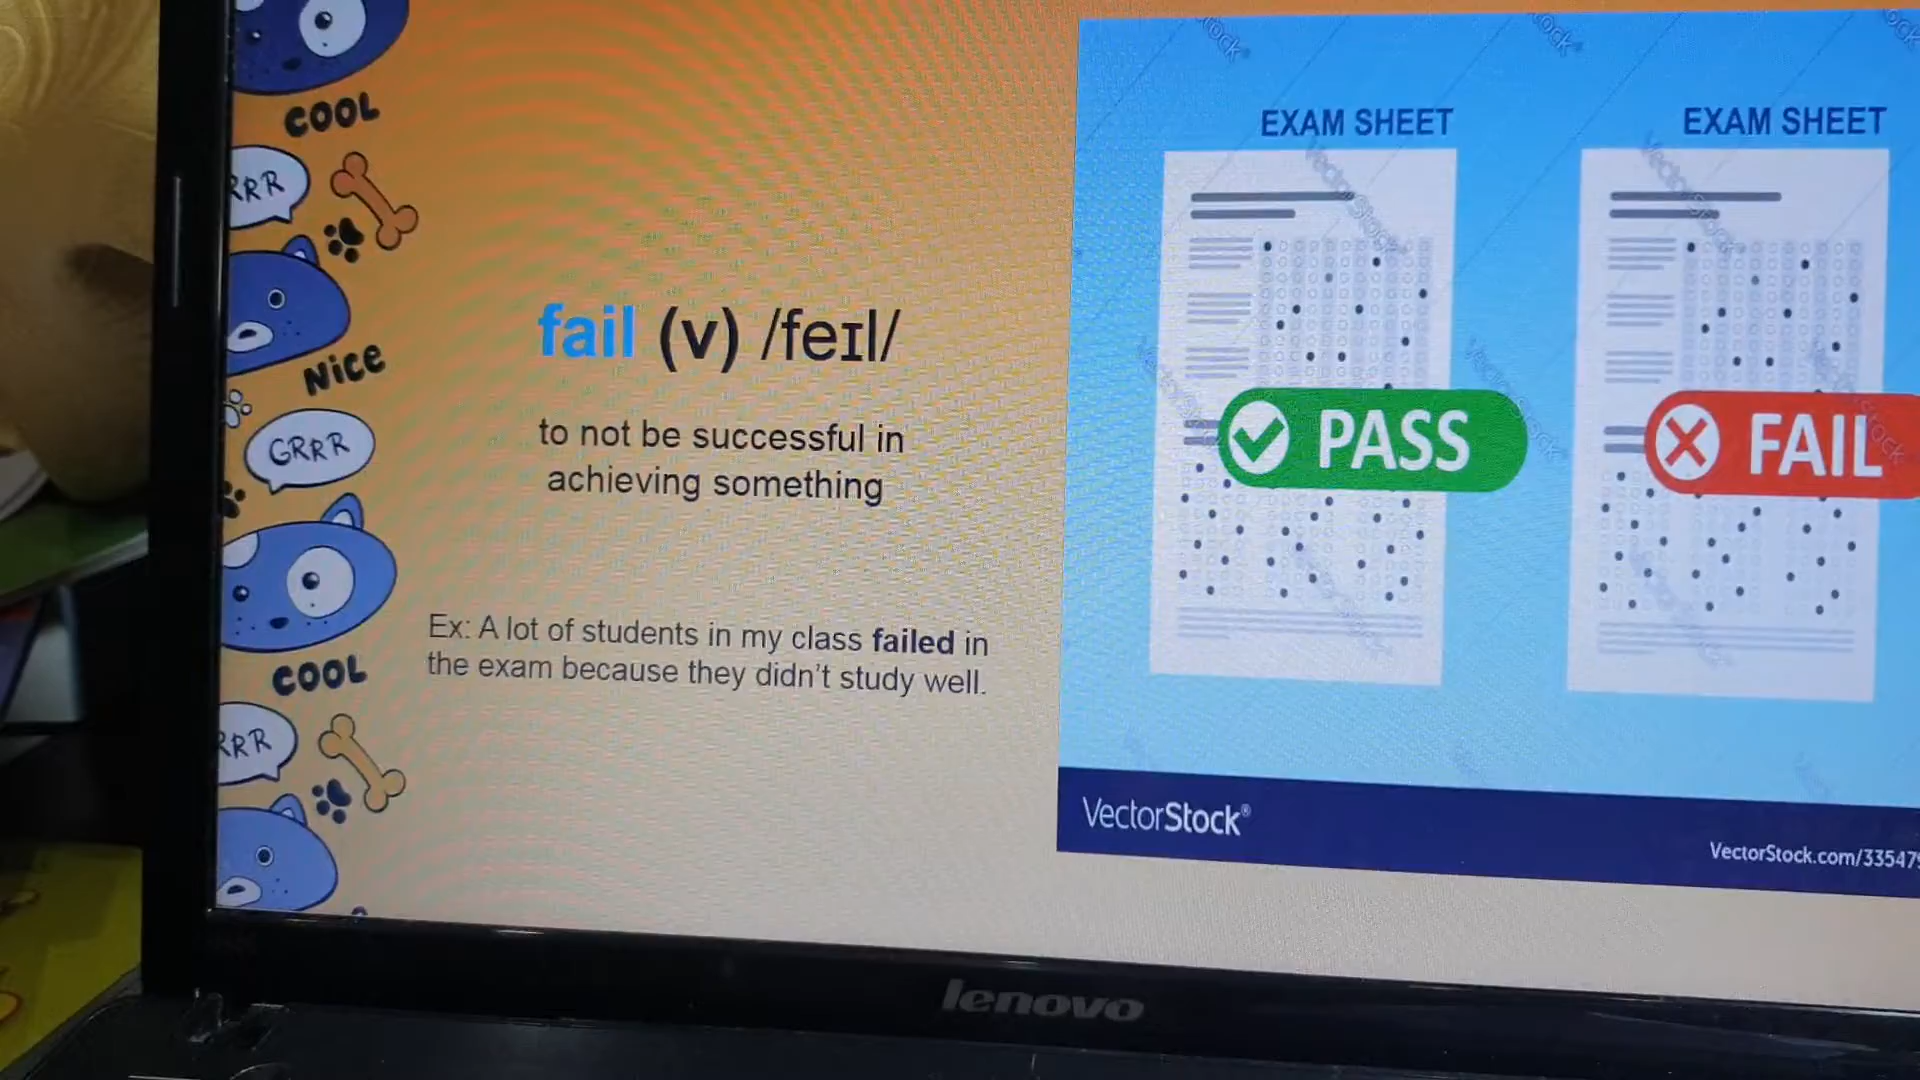 COOL
RRR
NICE
GRRR
COOL
RRR
fail (v) /feɪl/
to not be successful in
achieving something
Ex: A lot of students in my class failed in
the exam because they didn't study well.
EXAM SHEET
EXAM SHEET
PASS
FAIL
VectorStock®
VectorStock.com/33547
lenovo